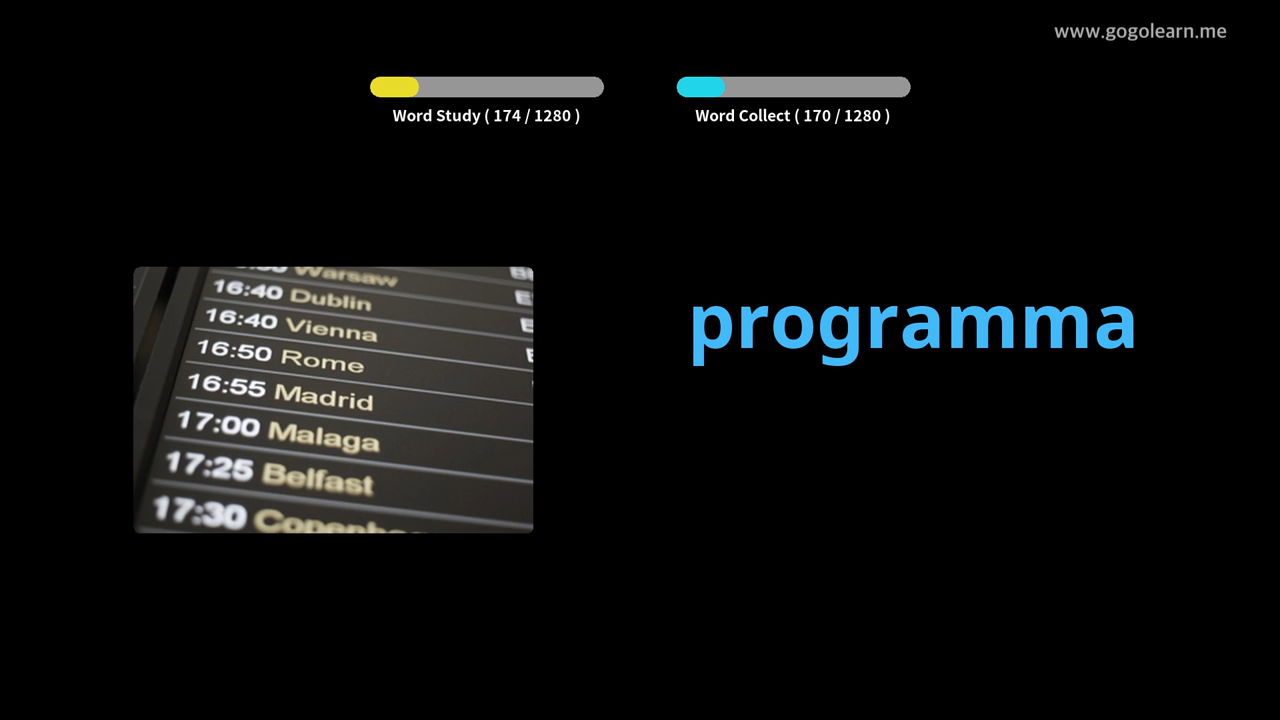 www.gogolearn.me
Word Study ( 174 / 1280 )
Word Collect ( 170 / 1280 )
Warsaw
16:40 Dublin
16:40 Vienna
16:50 Rome
16:55 Madrid
17:00 Malaga
17:25 Belfast
17:30
programma